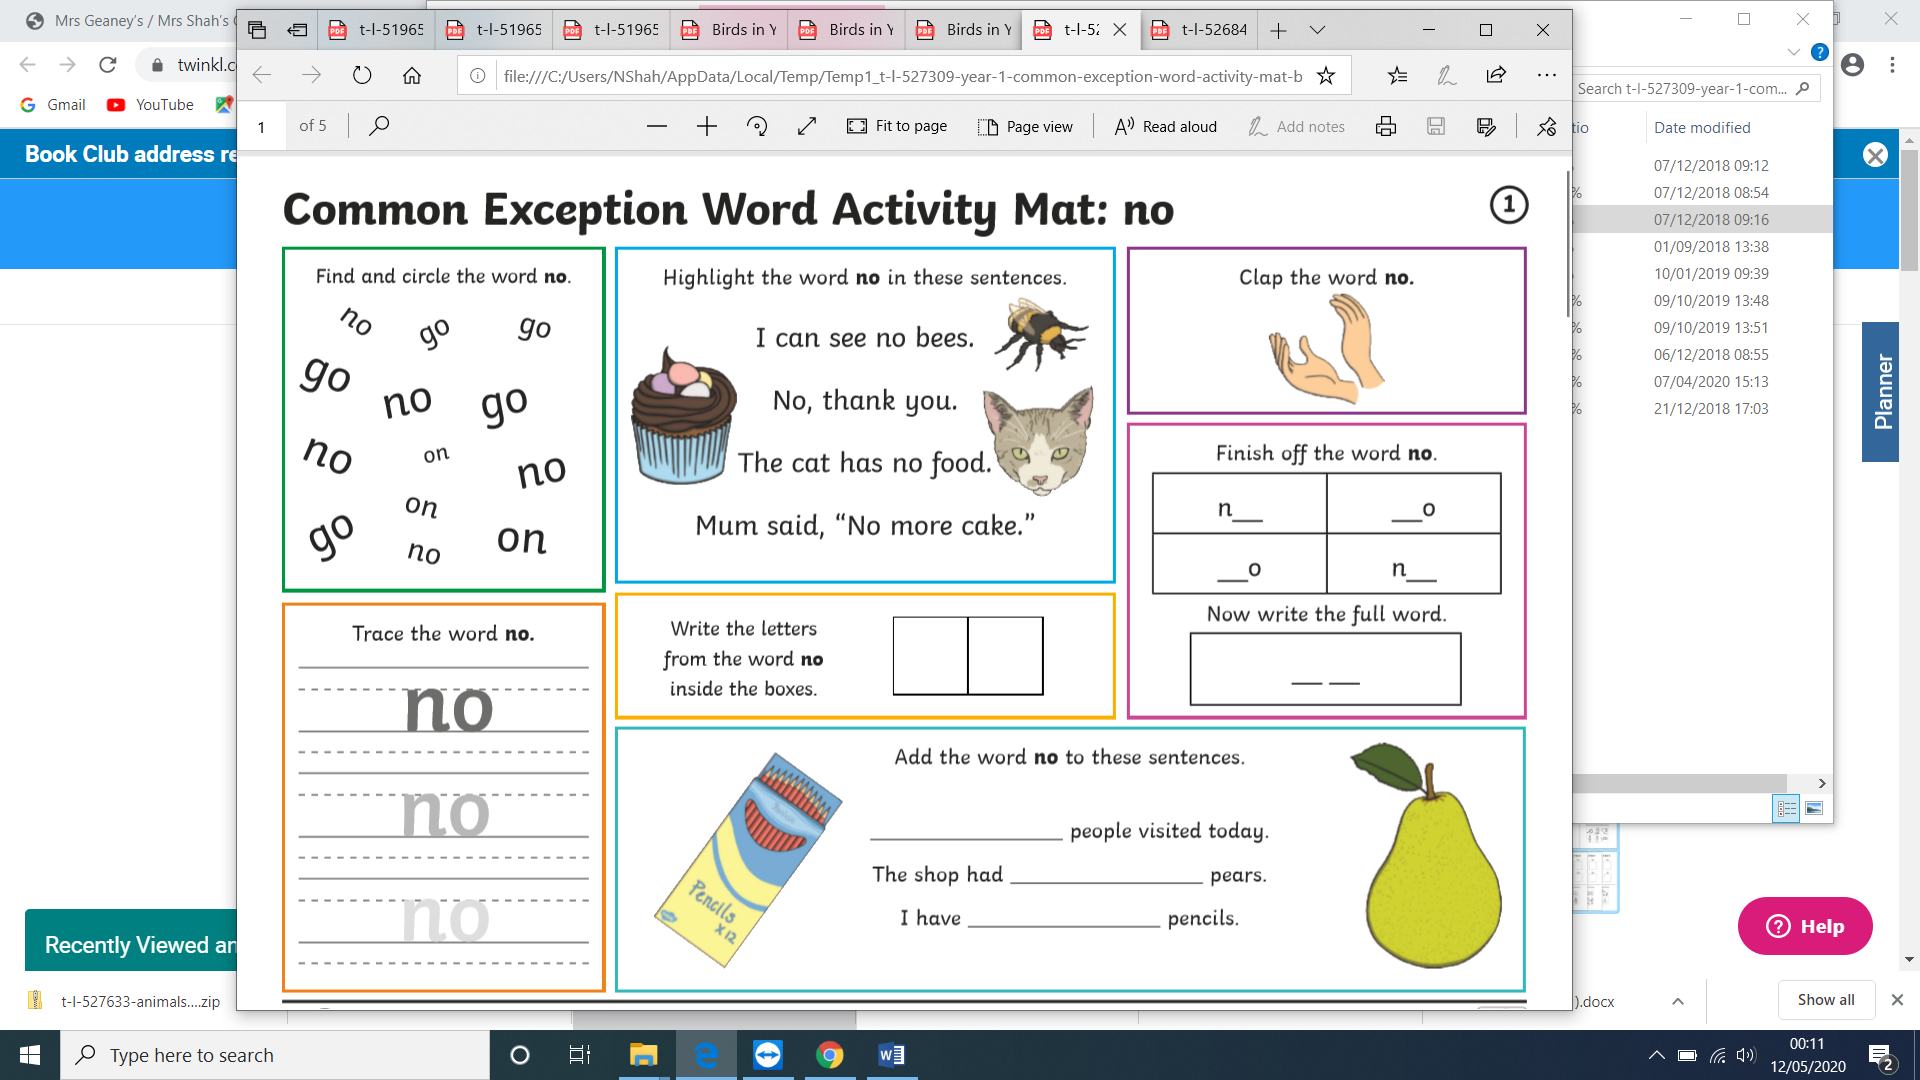 Mrs Geaney's / Mrs Shah's
twinkl.c
Gmail
YouTube
Book Club address re
t-l-51965
t-l-51965
t-l-51965
Birds in Y
Birds in Y
Birds in Y
t-l-52
t-l-52684
file:///C:/Users/NShah/AppData/Local/Temp/Temp1_t-l-527309-year-1-common-exception-word-activity-mat-b
1 of 5
Fit to page
Page view
Read aloud
Add notes
Search t-l-527309-year-1-com...
tio
Date modified
07/12/2018 09:12
% 07/12/2018 08:54
07/12/2018 09:16
01/09/2018 13:38
10/01/2019 09:39
% 09/10/2019 13:48
% 09/10/2019 13:51
% 06/12/2018 08:55
% 07/04/2020 15:13
% 21/12/2018 17:03
Planner
Common Exception Word Activity Mat: no
1
Find and circle the word no.
no go go
go no go
no on no
on
go no on
Highlight the word no in these sentences.
I can see no bees.
No, thank you.
The cat has no food.
Mum said, “No more cake.”
Clap the word no.
Finish off the word no.
n__ __o
__o n__
Now write the full word.
__ __
Trace the word no.
no
no
no
Write the letters
from the word no
inside the boxes.
Add the word no to these sentences.
________________ people visited today.
The shop had ________________ pears.
I have ________________ pencils.
Pencils
x12
Help
Recently Viewed an
t-l-527633-animals....zip
).docx
Show all
Type here to search
00:11
12/05/2020
2